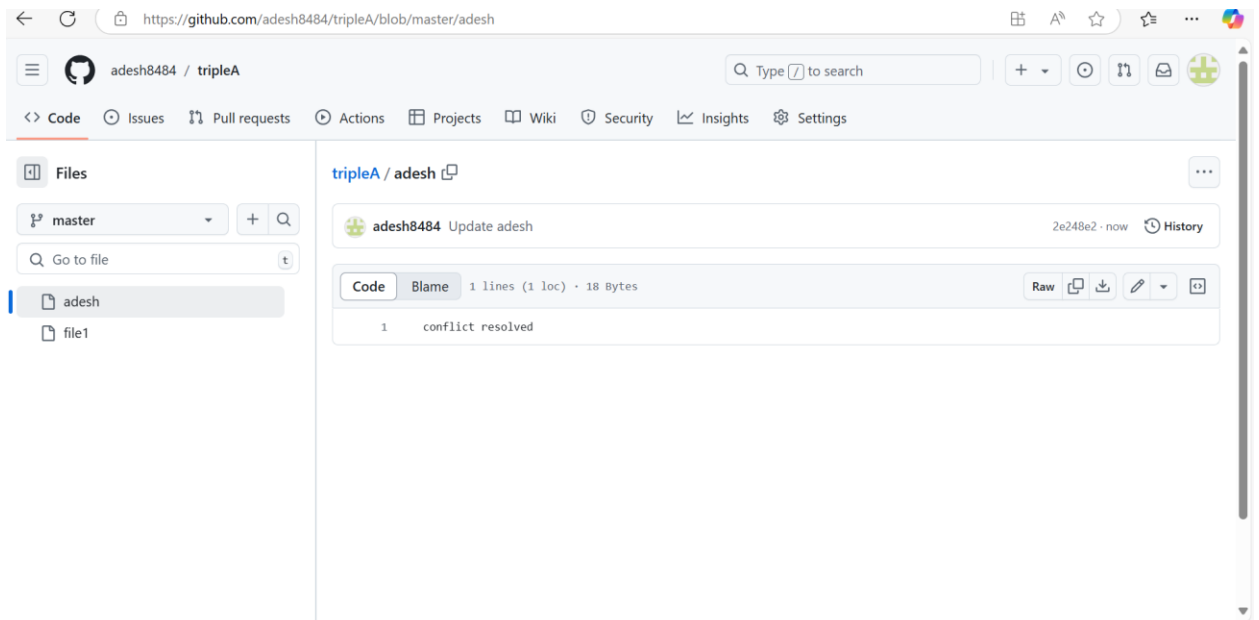 https://github.com/adesh8484/tripleA/blob/master/adesh
adesh8484 / tripleA
Type / to search
Code Issues Pull requests Actions Projects Wiki Security Insights Settings
Files
master
Go to file t
adesh
file1
tripleA / adesh
adesh8484 Update adesh 2e248e2 · now History
Code Blame 1 lines (1 loc) · 18 Bytes Raw
1 conflict resolved